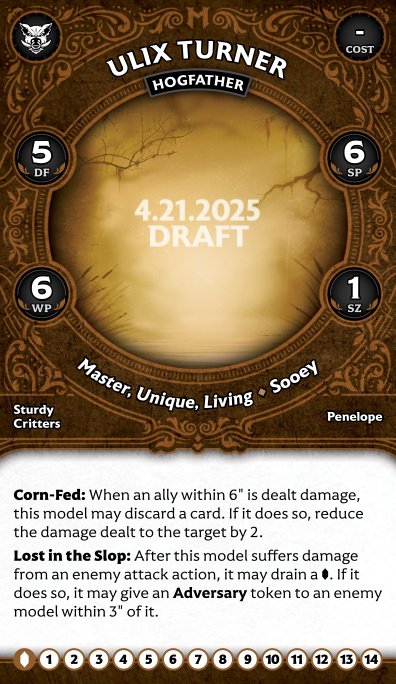 -
COST
ULIX TURNER
HOGFATHER
5
DF
6
SP
4.21.2025
DRAFT
6
WP
1
SZ
Master, Unique, Living ♦ Sooey
Sturdy
Critters
Penelope
Corn-Fed: When an ally within 6" is dealt damage,
this model may discard a card. If it does so, reduce
the damage dealt to the target by 2.
Lost in the Slop: After this model suffers damage
from an enemy attack action, it may drain a ⬮. If it
does so, it may give an Adversary token to an enemy
model within 3" of it.
1 2 3 4 5 6 7 8 9 10 11 12 13 14